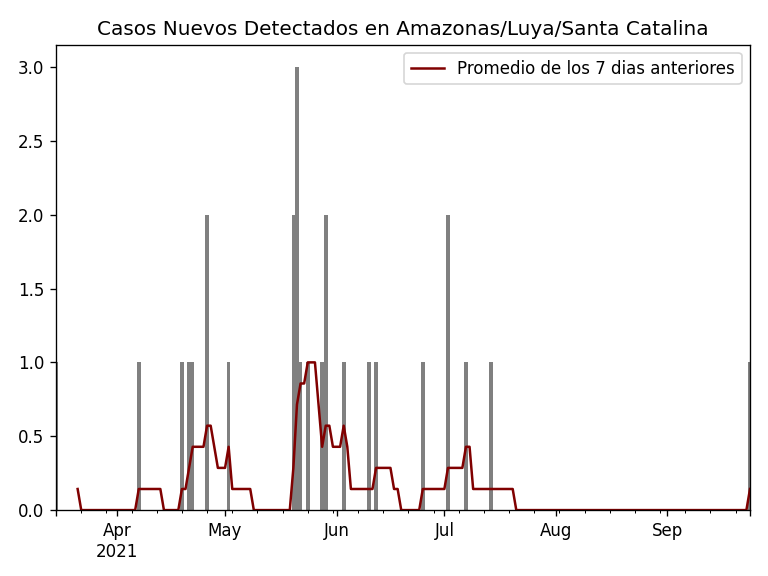 Casos Nuevos Detectados en Amazonas/Luya/Santa Catalina
Promedio de los 7 dias anteriores
3.0
2.5
2.0
1.5
1.0
0.5
0.0
Apr May Jun Jul Aug Sep
2021